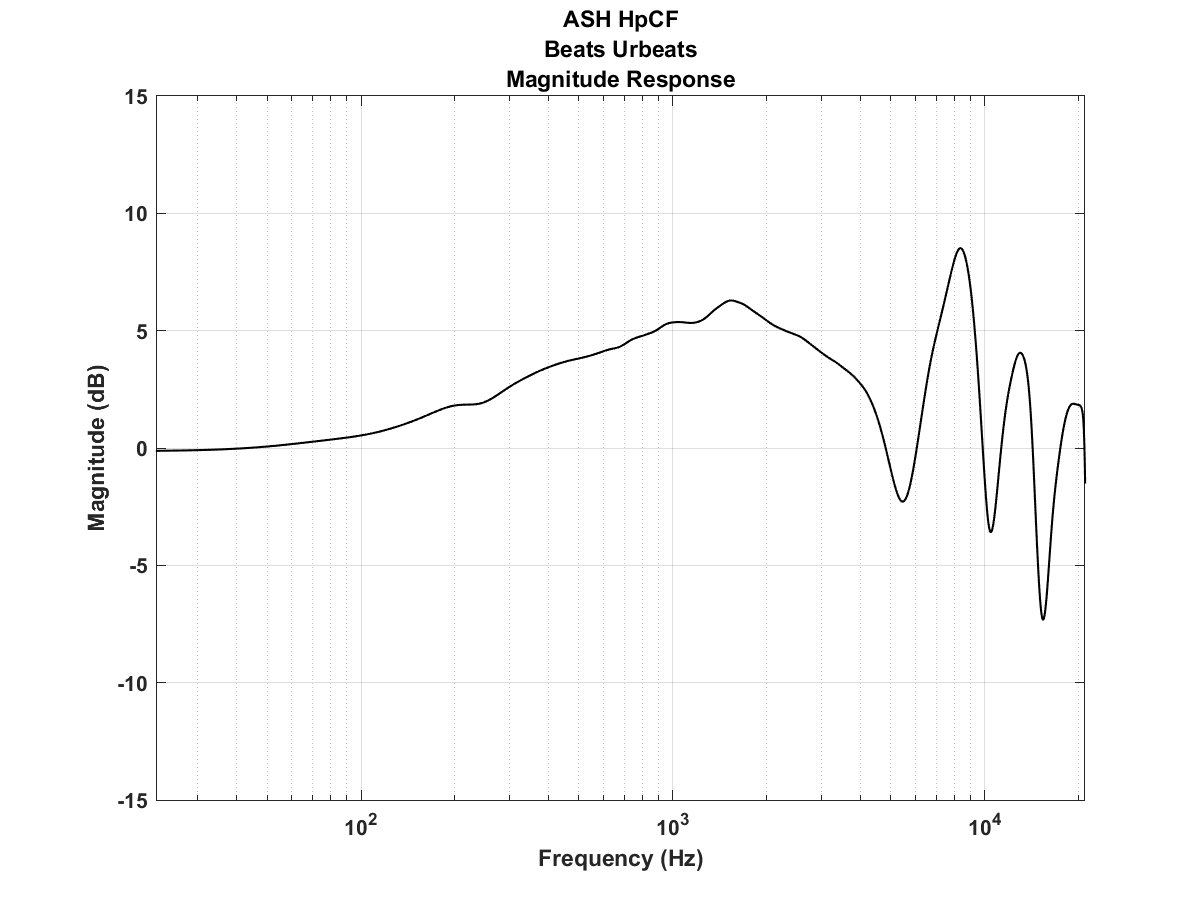 ASH HpCF
Beats Urbeats
Magnitude Response
15
10
5
0
-5
-10
-15
Magnitude (dB)
10^2
10^3
10^4
Frequency (Hz)